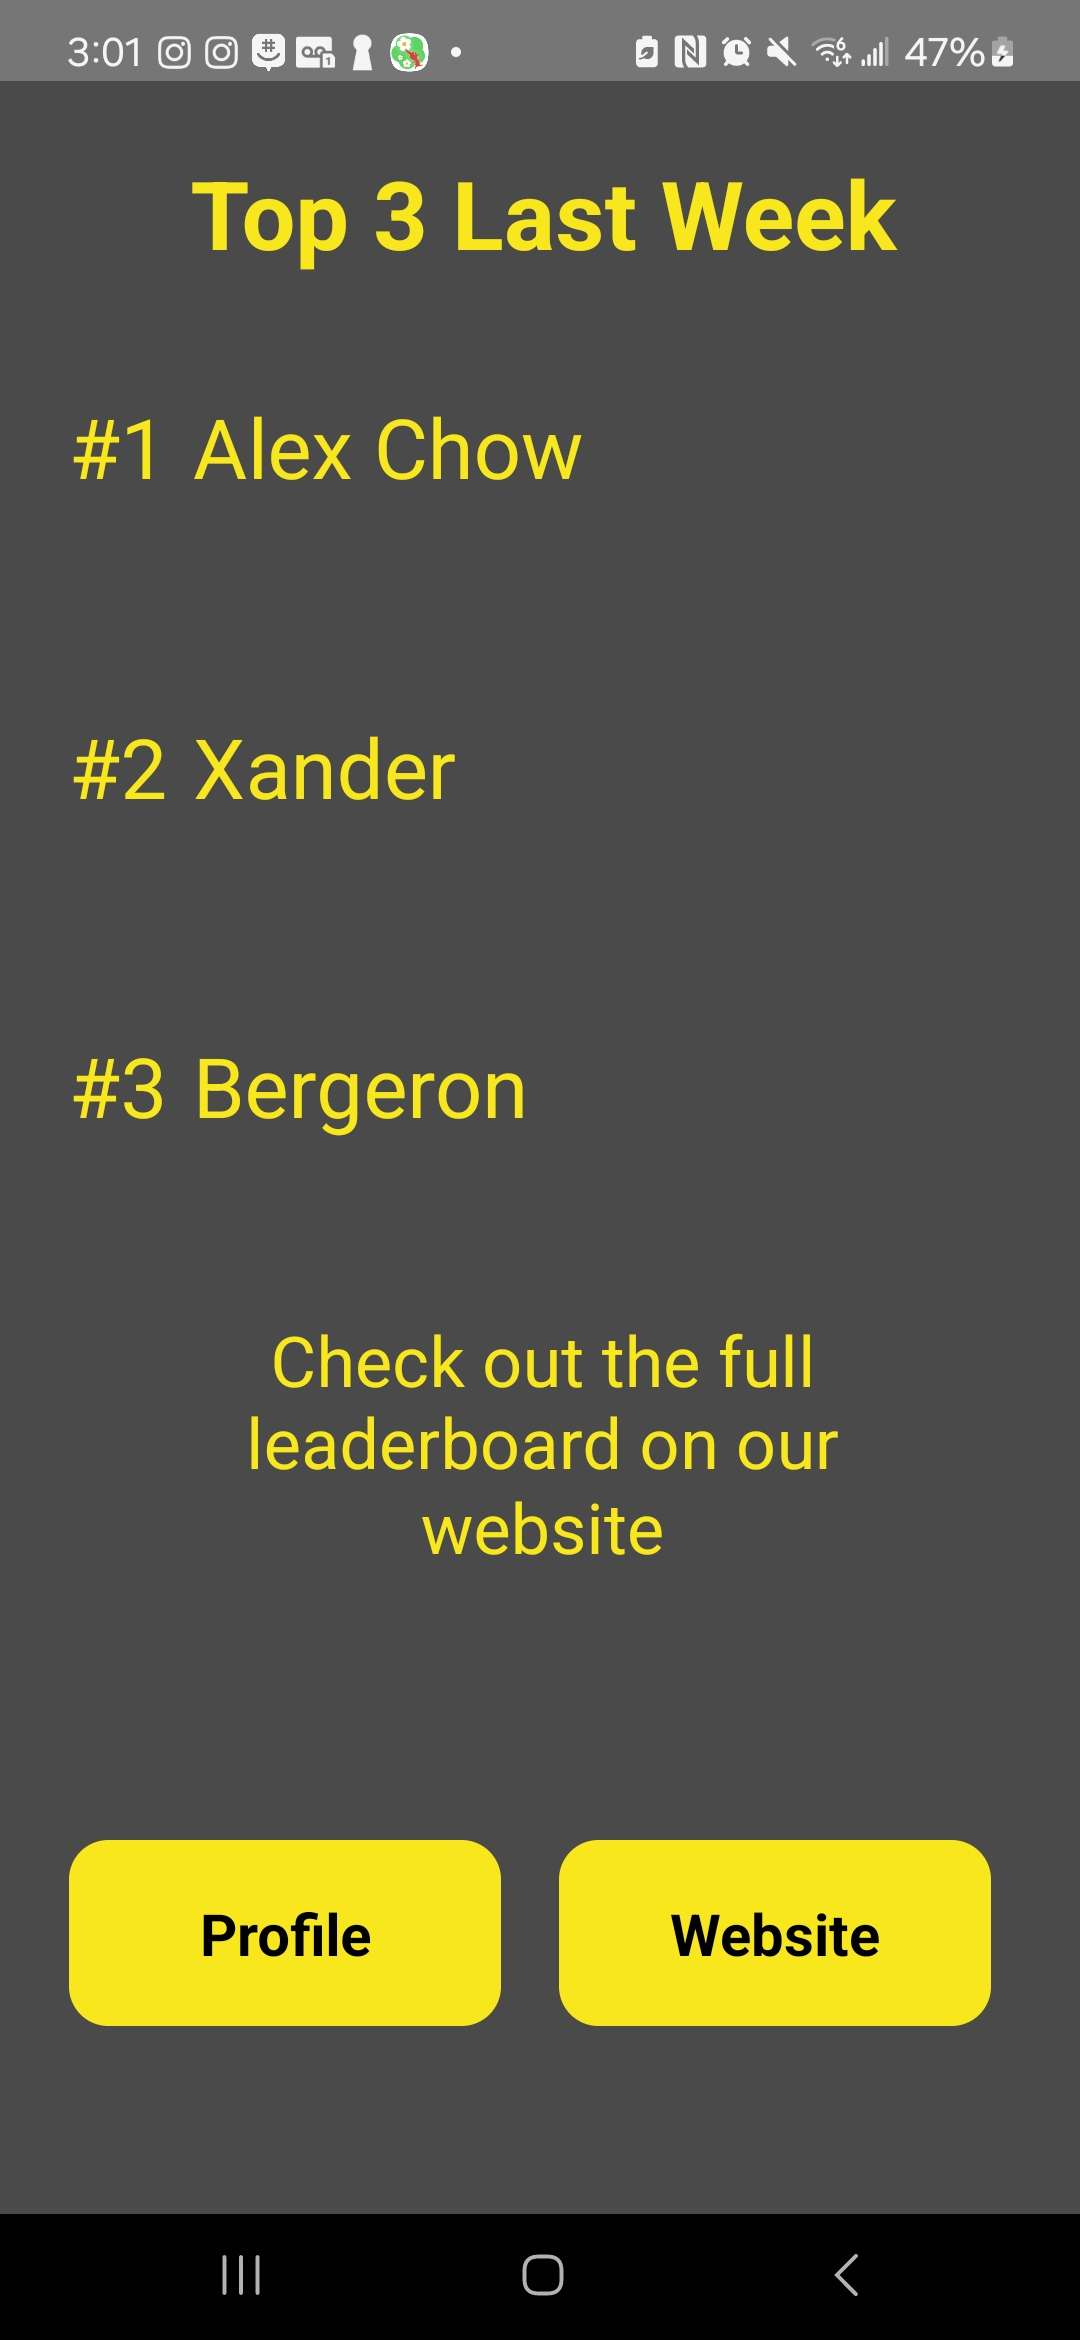 3:01 47%
Top 3 Last Week
#1 Alex Chow
#2 Xander
#3 Bergeron
Check out the full
leaderboard on our
website
Profile Website